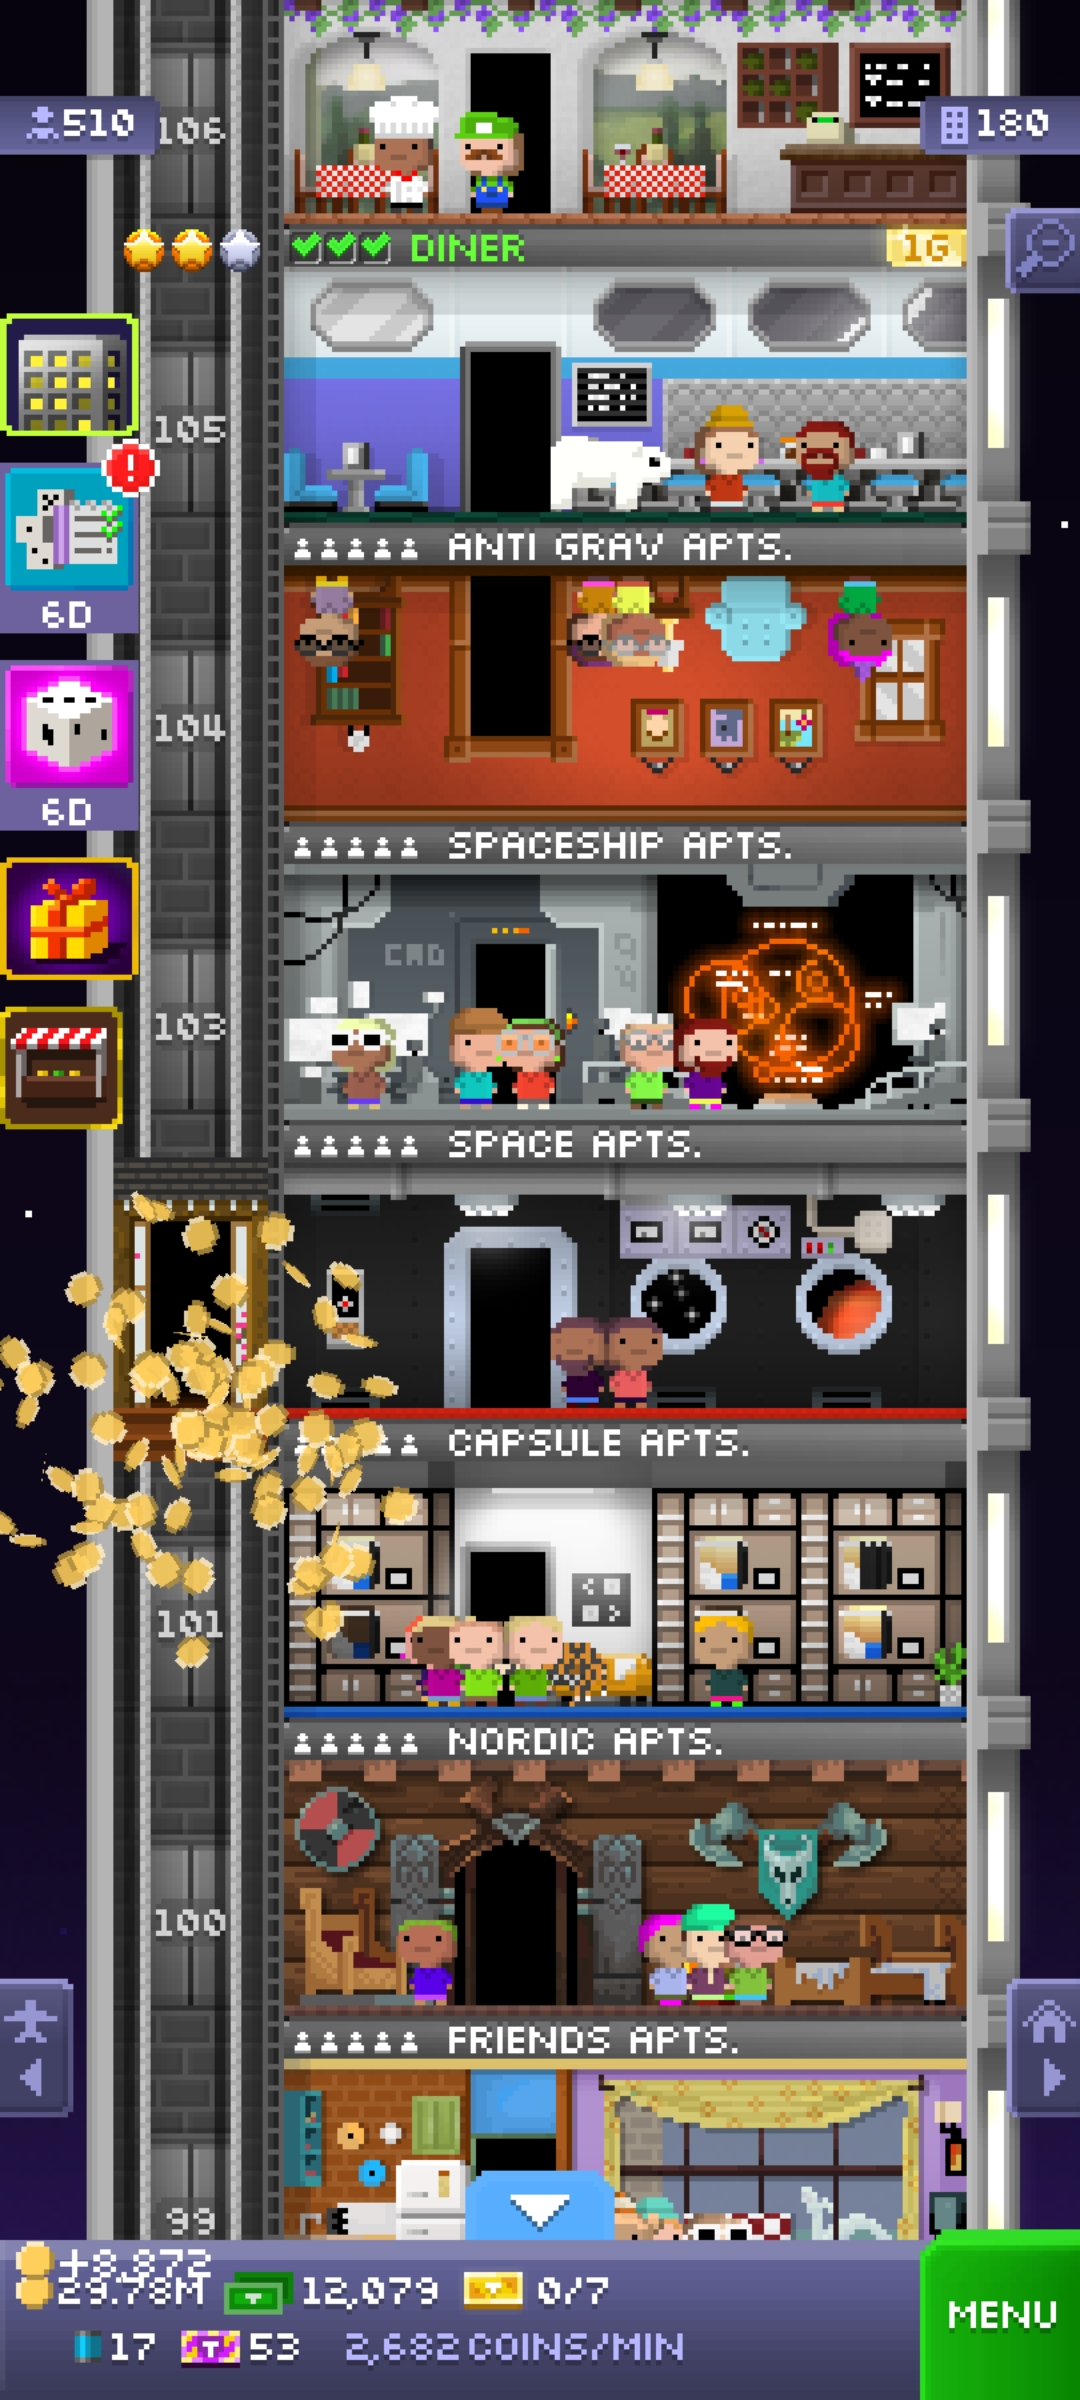 510
106
180
DINER
1G
105
6D
ANTI GRAV APTS.
104
6D
SPACESHIP APTS.
CMD
94
103
SPACE APTS.
CAPSULE APTS.
101
NORDIC APTS.
100
FRIENDS APTS.
99
+8,872
29.78M
12,079
0/7
MENU
17
T
53
2,682 COINS/MIN